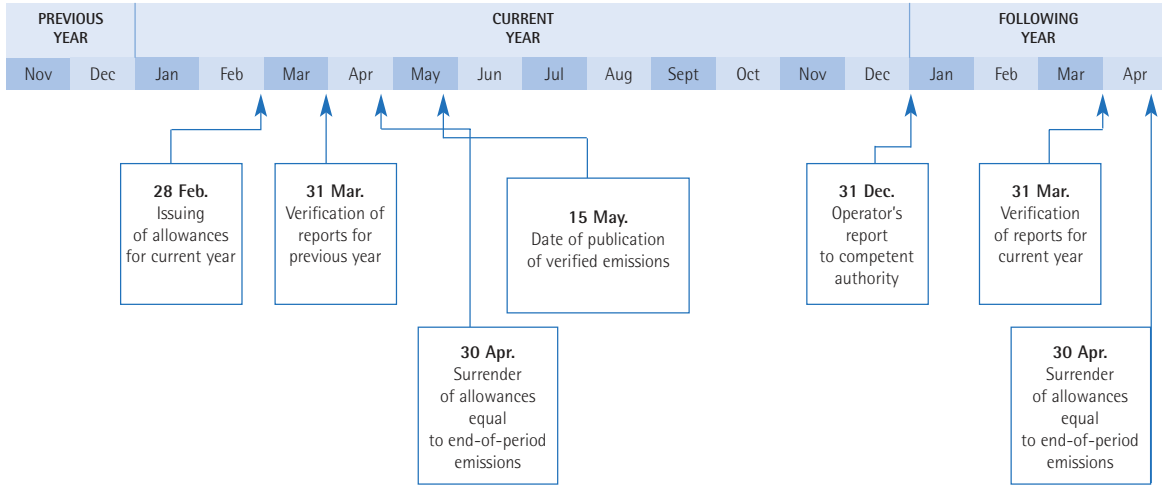 PREVIOUS
YEAR
CURRENT
YEAR
FOLLOWING
YEAR
Nov Dec Jan Feb Mar Apr May Jun Jul Aug Sept Oct Nov Dec Jan Feb Mar Apr
28 Feb.
Issuing
of allowances
for current year
31 Mar.
Verification of
reports for
previous year
15 May.
Date of publication
of verified emissions
31 Dec.
Operator's
report
to competent
authority
31 Mar.
Verification
of reports for
current year
30 Apr.
Surrender
of allowances
equal
to end-of-period
emissions
30 Apr.
Surrender
of allowances
equal
to end-of-period
emissions